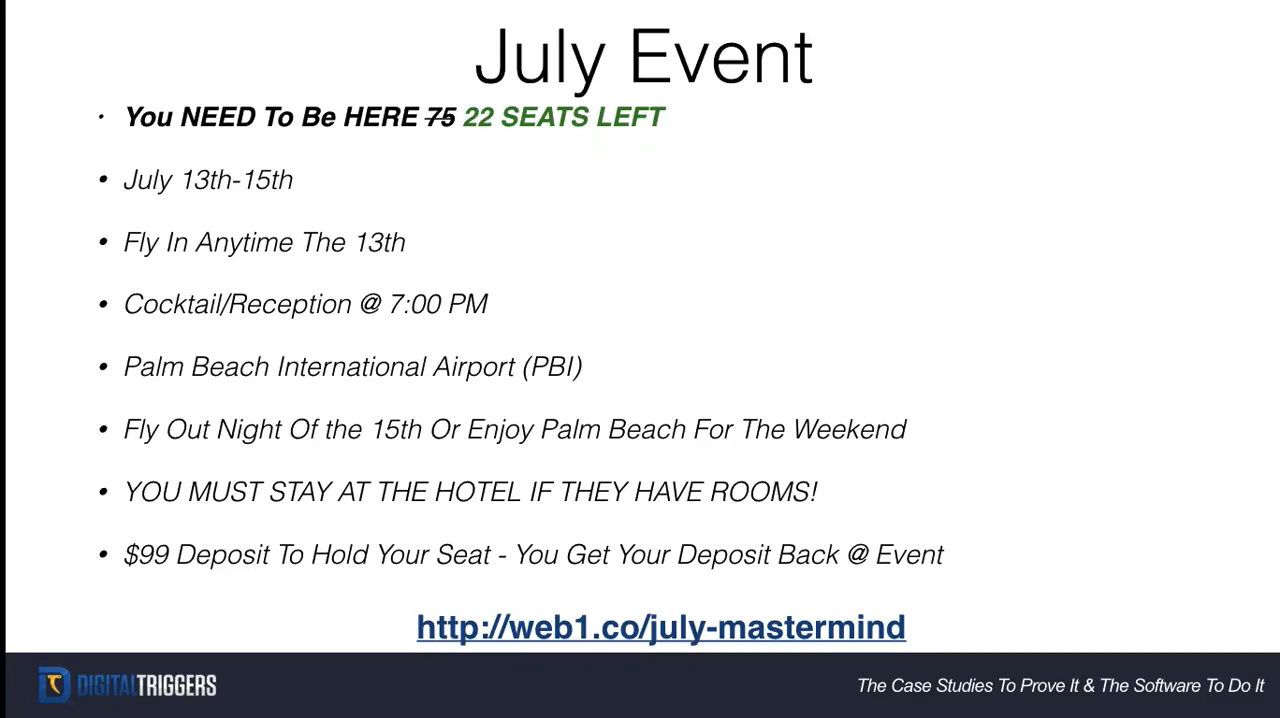 July Event
• You NEED To Be HERE 75 22 SEATS LEFT
• July 13th-15th
• Fly In Anytime The 13th
• Cocktail/Reception @ 7:00 PM
• Palm Beach International Airport (PBI)
• Fly Out Night Of the 15th Or Enjoy Palm Beach For The Weekend
• YOU MUST STAY AT THE HOTEL IF THEY HAVE ROOMS!
• $99 Deposit To Hold Your Seat - You Get Your Deposit Back @ Event
http://web1.co/july-mastermind
DIGITALTRIGGERS
The Case Studies To Prove It & The Software To Do It